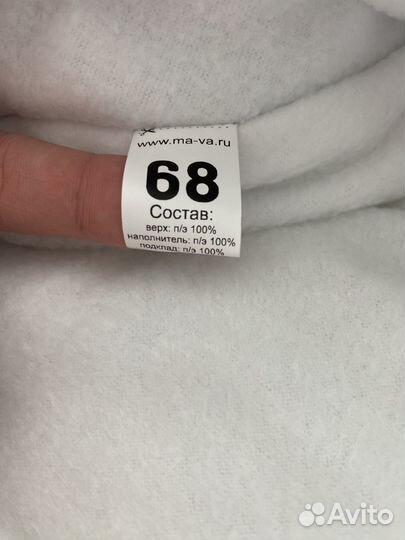 www.ma-va.ru
68
Состав:
верх: п/э 100%
наполнитель: п/э 100%
подклад: п/э 100%
Avito